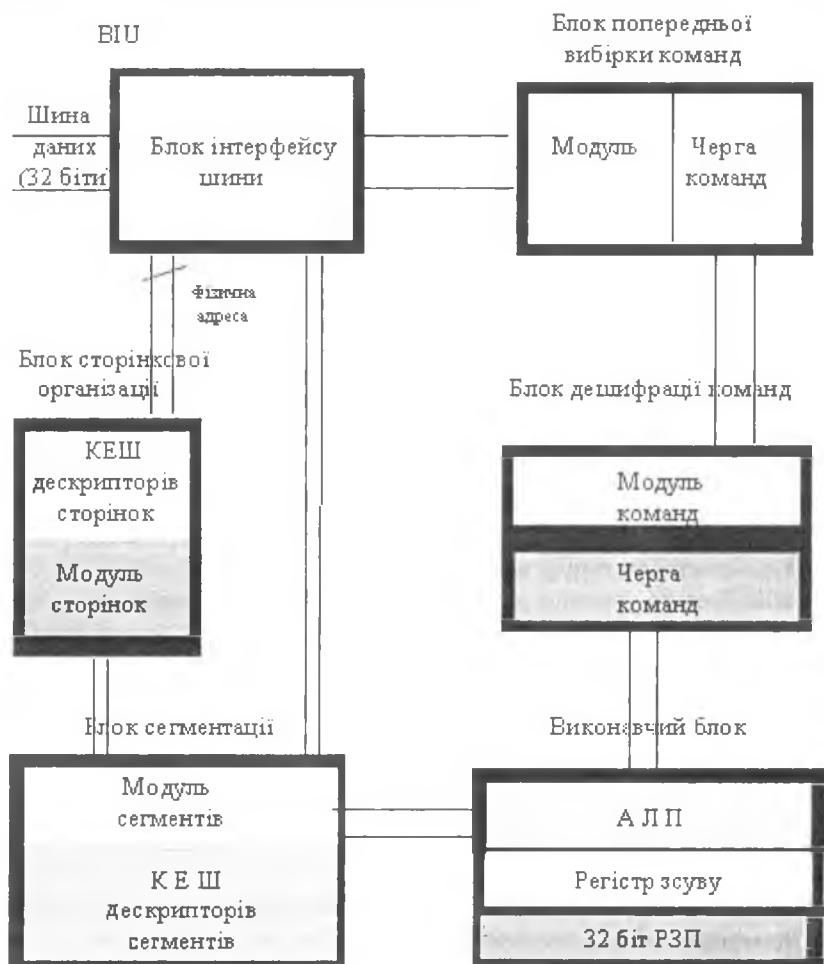 BIU
Блок попередньої
вибірки команд
Шина
даних
(32 біти)
Блок інтерфейсу
шини
Модуль
Черга
команд
Фізична
адреса
Блок сторінкової
організації
Блок дешифрації команд
КЕШ
дескрипторів
сторінок
Модуль
сторінок
Модуль
команд
Черга
команд
Блок сегментації
Виконавчий блок
Модуль
сегментів
К Е Ш
дескрипторів
сегментів
А Л П
Регістр зсуву
32 біт РЗП